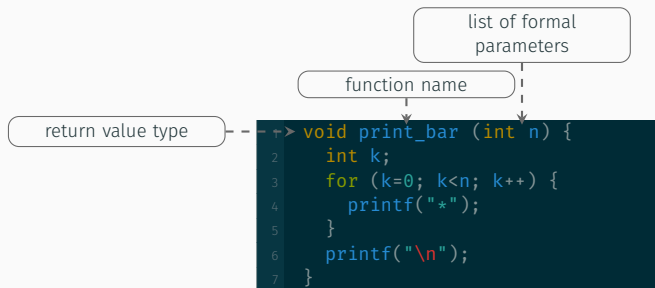 list of formal
parameters
function name
return value type
1 void print_bar (int n) {
2   int k;
3   for (k=0; k<n; k++) {
4     printf("*");
5   }
6   printf("\n");
7 }